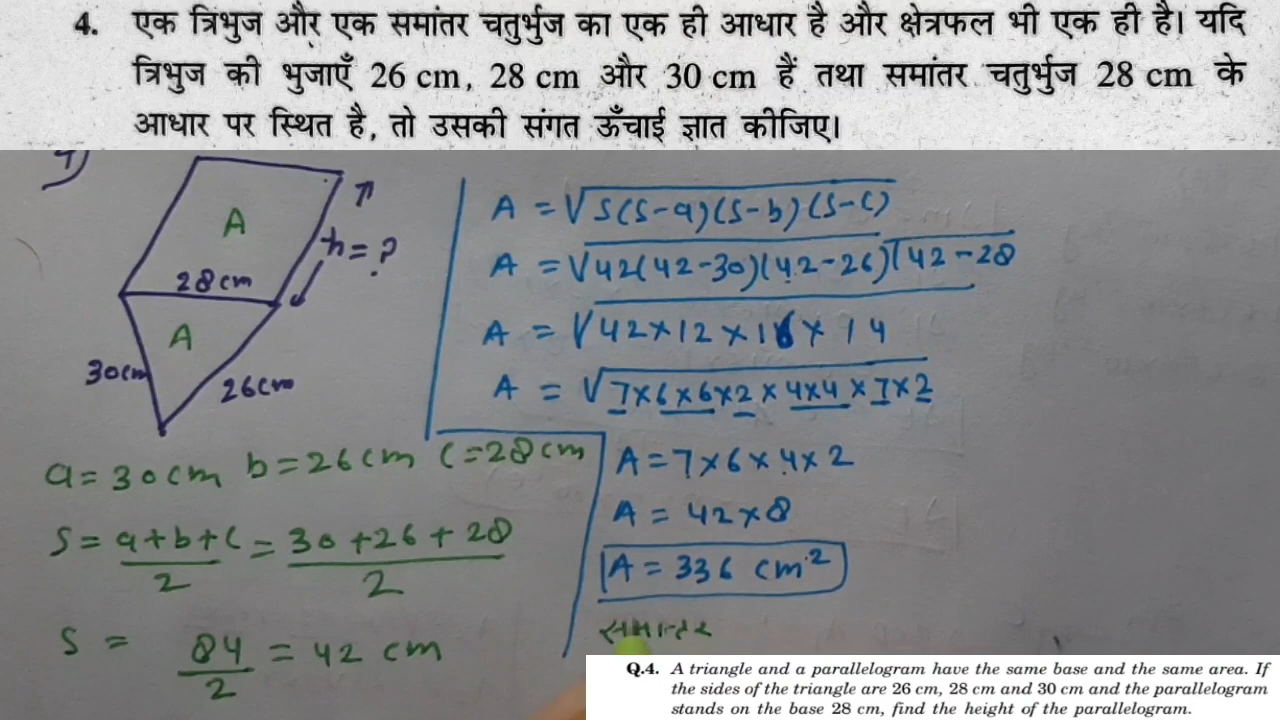 4. एक त्रिभुज और एक समांतर चतुर्भुज का एक ही आधार है और क्षेत्रफल भी एक ही है। यदि
त्रिभुज की भुजाएँ 26 cm, 28 cm और 30 cm हैं तथा समांतर चतुर्भुज 28 cm के
आधार पर स्थित है, तो उसकी संगत ऊँचाई ज्ञात कीजिए।
A
28cm
h=?
A
30cm
26cm
a=30cm b=26cm c=28cm
S= a+b+c/2 = 30+26+28/2
S = 84/2 = 42 cm
A = √S(S-a)(S-b)(S-c)
A = √42(42-30)(42-26)(42-28
A = √42×12×16×14
A = √7×6×6×2×4×4×7×2
A=7×6×4×2
A = 42×8
A = 336 cm²
समान्तर
Q.4. A triangle and a parallelogram have the same base and the same area. If
the sides of the triangle are 26 cm, 28 cm and 30 cm and the parallelogram
stands on the base 28 cm, find the height of the parallelogram.